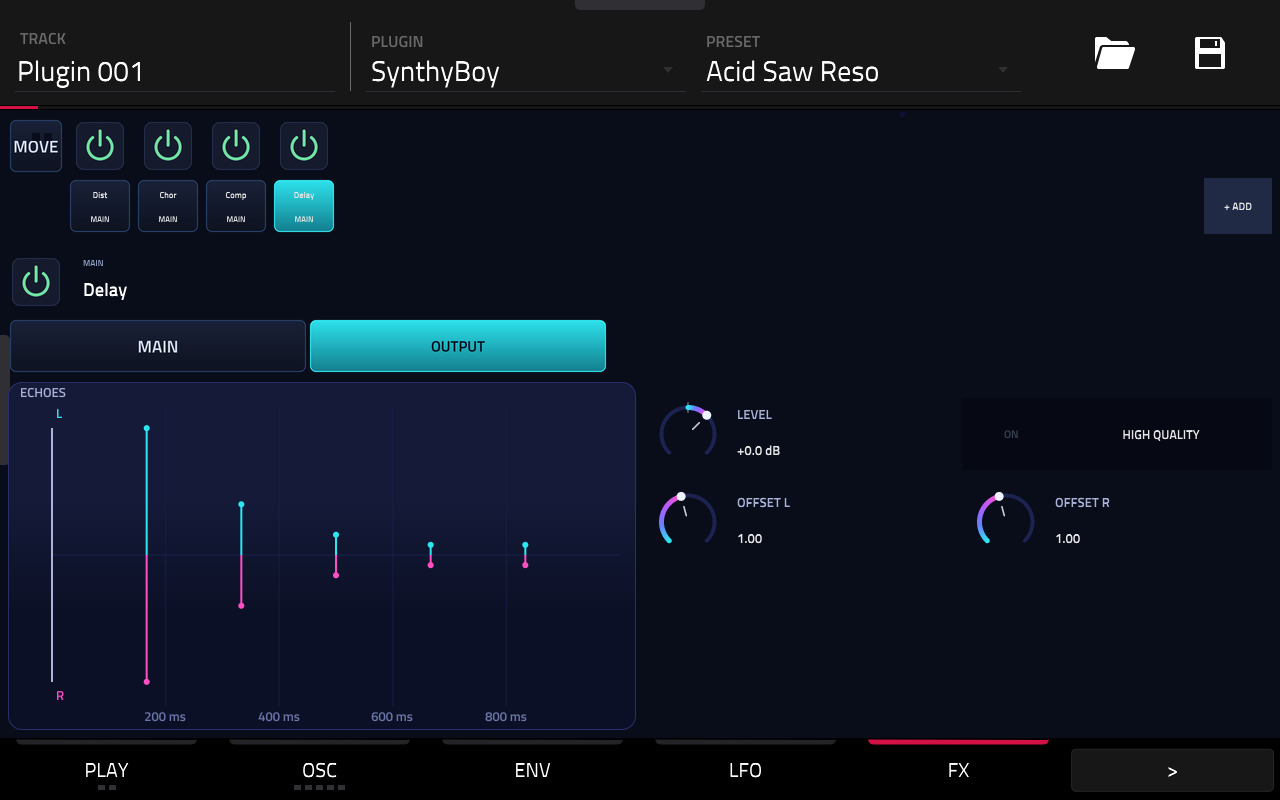 TRACK
Plugin 001
PLUGIN
SynthyBoy
PRESET
Acid Saw Reso
MOVE
Dist
MAIN
Chor
MAIN
Comp
MAIN
Delay
MAIN
+ ADD
MAIN
Delay
MAIN
OUTPUT
ECHOES
L
R
200 ms
400 ms
600 ms
800 ms
LEVEL
+0.0 dB
ON
HIGH QUALITY
OFFSET L
1.00
OFFSET R
1.00
PLAY
OSC
ENV
LFO
FX
>